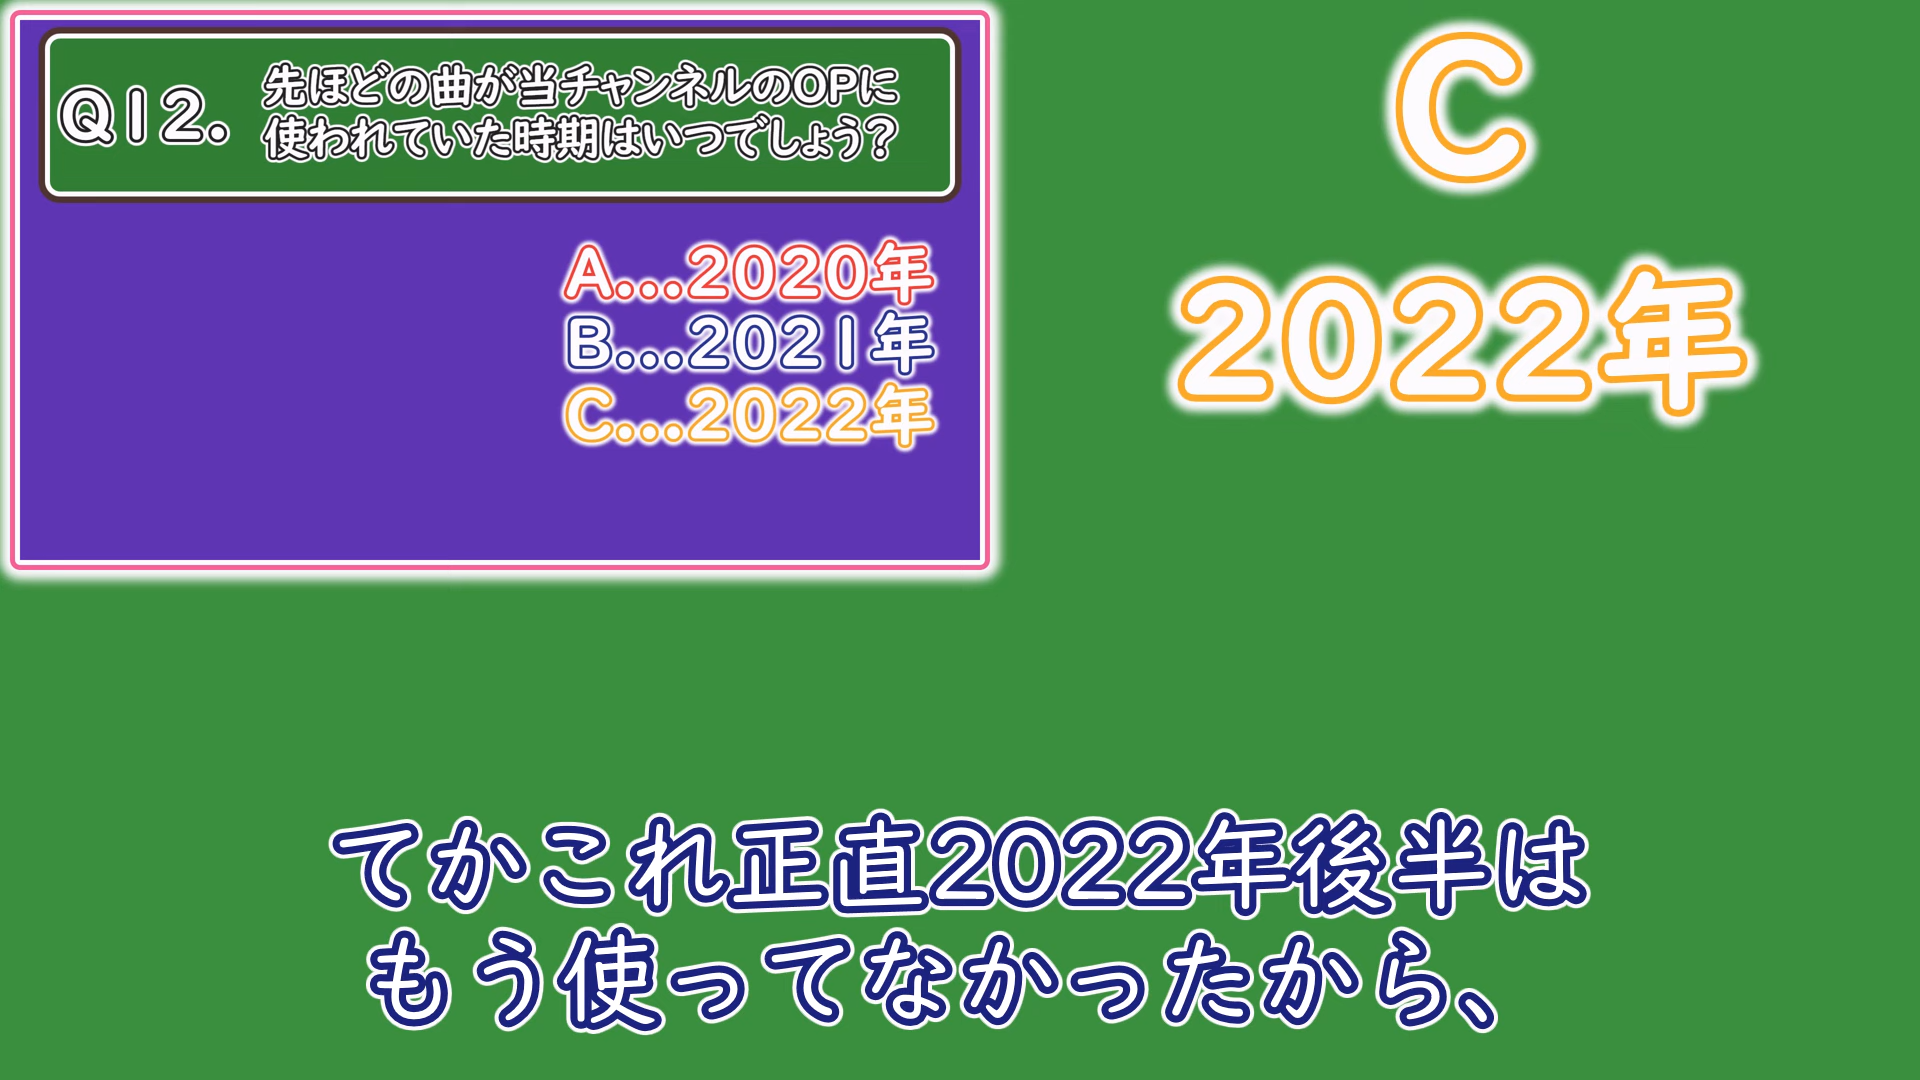 Q12.
先ほどの曲が当チャンネルのOPに
使われていた時期はいつでしょう？
A...2020年
B...2021年
C...2022年
C
2022年
てかこれ正直2022年後半は
もう使ってなかったから、